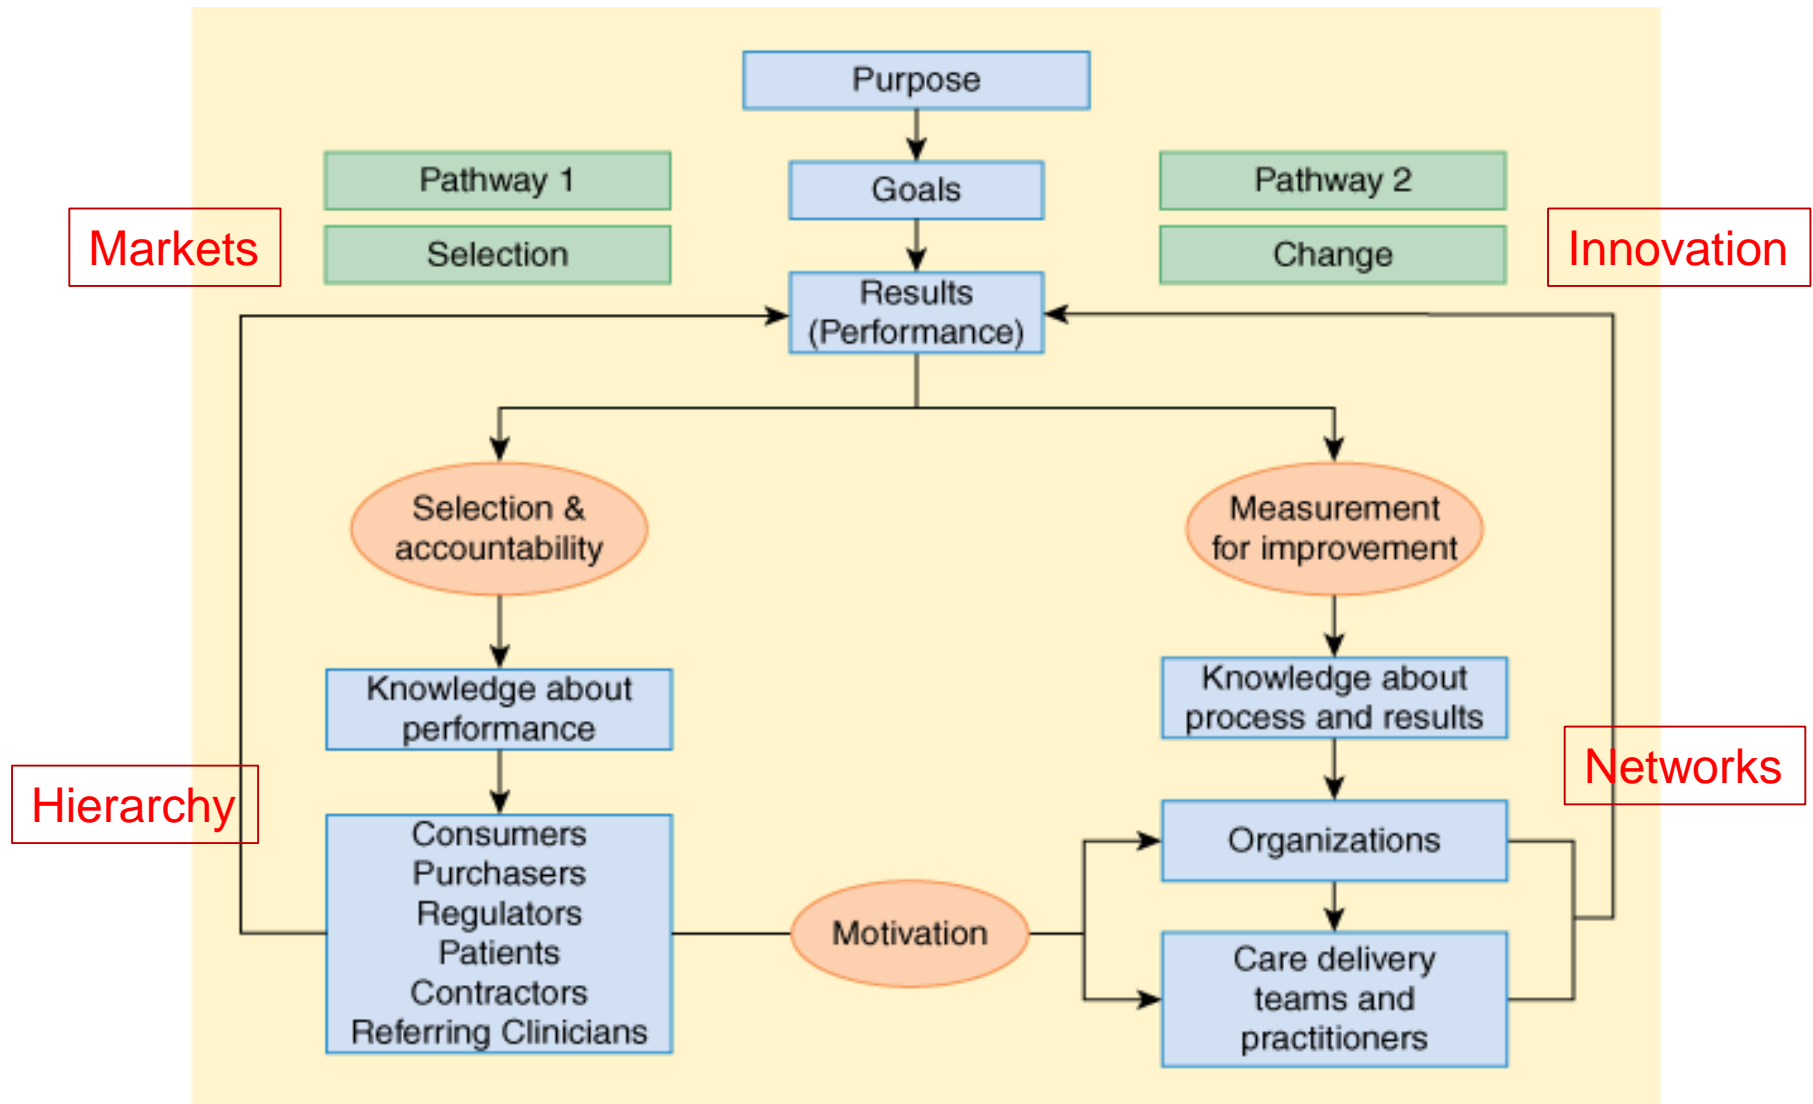 Purpose
Pathway 1
Goals
Pathway 2
Markets
Selection
Change
Innovation
Results
(Performance)
Selection &
accountability
Measurement
for improvement
Knowledge about
performance
Knowledge about
process and results
Hierarchy
Networks
Consumers
Purchasers
Regulators
Patients
Contractors
Referring Clinicians
Motivation
Organizations
Care delivery
teams and
practitioners